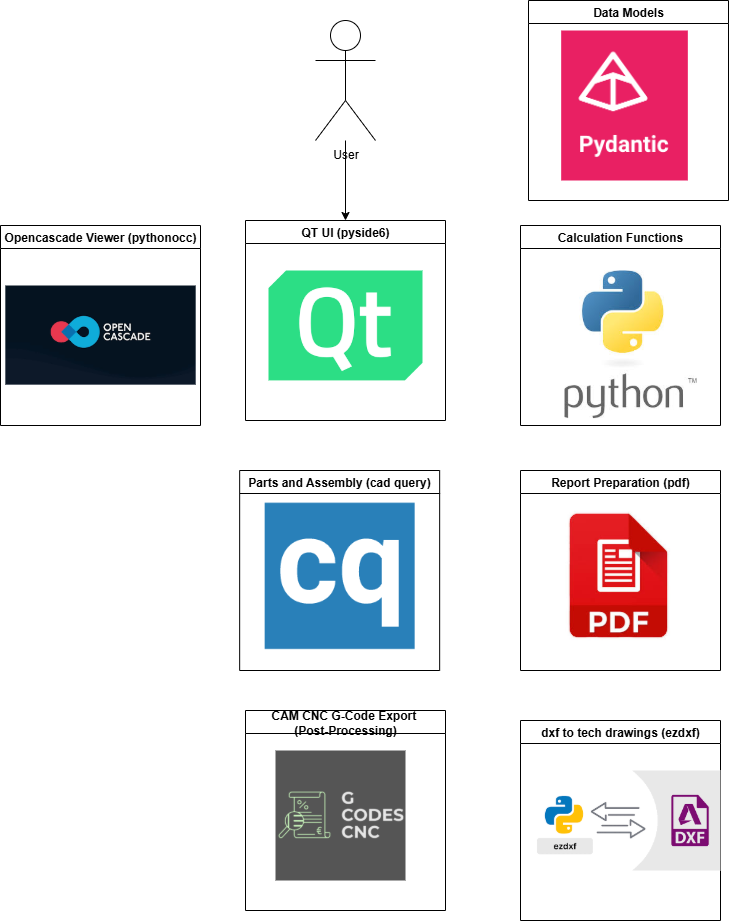 Data Models
Pydantic
User
Opencascade Viewer (pythonocc)
OPEN
CASCADE
QT UI (pyside6)
Qt
Calculation Functions
python™
Parts and Assembly (cad query)
cq
Report Preparation (pdf)
PDF
CAM CNC G-Code Export
(Post-Processing)
%
€
G
CODES
CNC
dxf to tech drawings (ezdxf)
ezdxf
DXF